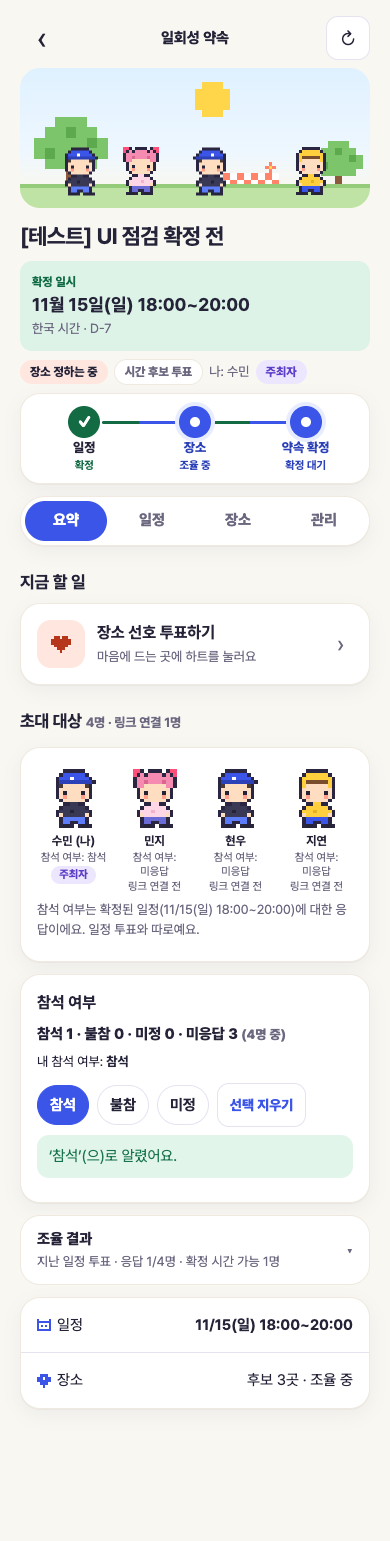 ❮ 일회성 약속 ↻
[테스트] UI 점검 확정 전
확정 일시
11월 15일(일) 18:00~20:00
한국 시간 · D-7
장소 정하는 중 시간 후보 투표 나: 수민 주최자
일정 장소 약속 확정
확정 조율 중 확정 대기
요약 일정 장소 관리
지금 할 일
장소 선호 투표하기
마음에 드는 곳에 하트를 눌러요
❯
초대 대상 4명 · 링크 연결 1명
수민 (나)
참석 여부: 참석
주최자
민지
참석 여부:
미응답
링크 연결 전
현우
참석 여부:
미응답
링크 연결 전
지연
참석 여부:
미응답
링크 연결 전
참석 여부는 확정된 일정(11/15(일) 18:00~20:00)에 대한 응
답이에요. 일정 투표와 따로예요.
참석 여부
참석 1 · 불참 0 · 미정 0 · 미응답 3 (4명 중)
내 참석 여부: 참석
참석 불참 미정 선택 지우기
‘참석’(으)로 알렸어요.
조율 결과
지난 일정 투표 · 응답 1/4명 · 확정 시간 가능 1명
▾
일정 11/15(일) 18:00~20:00
장소 후보 3곳 · 조율 중